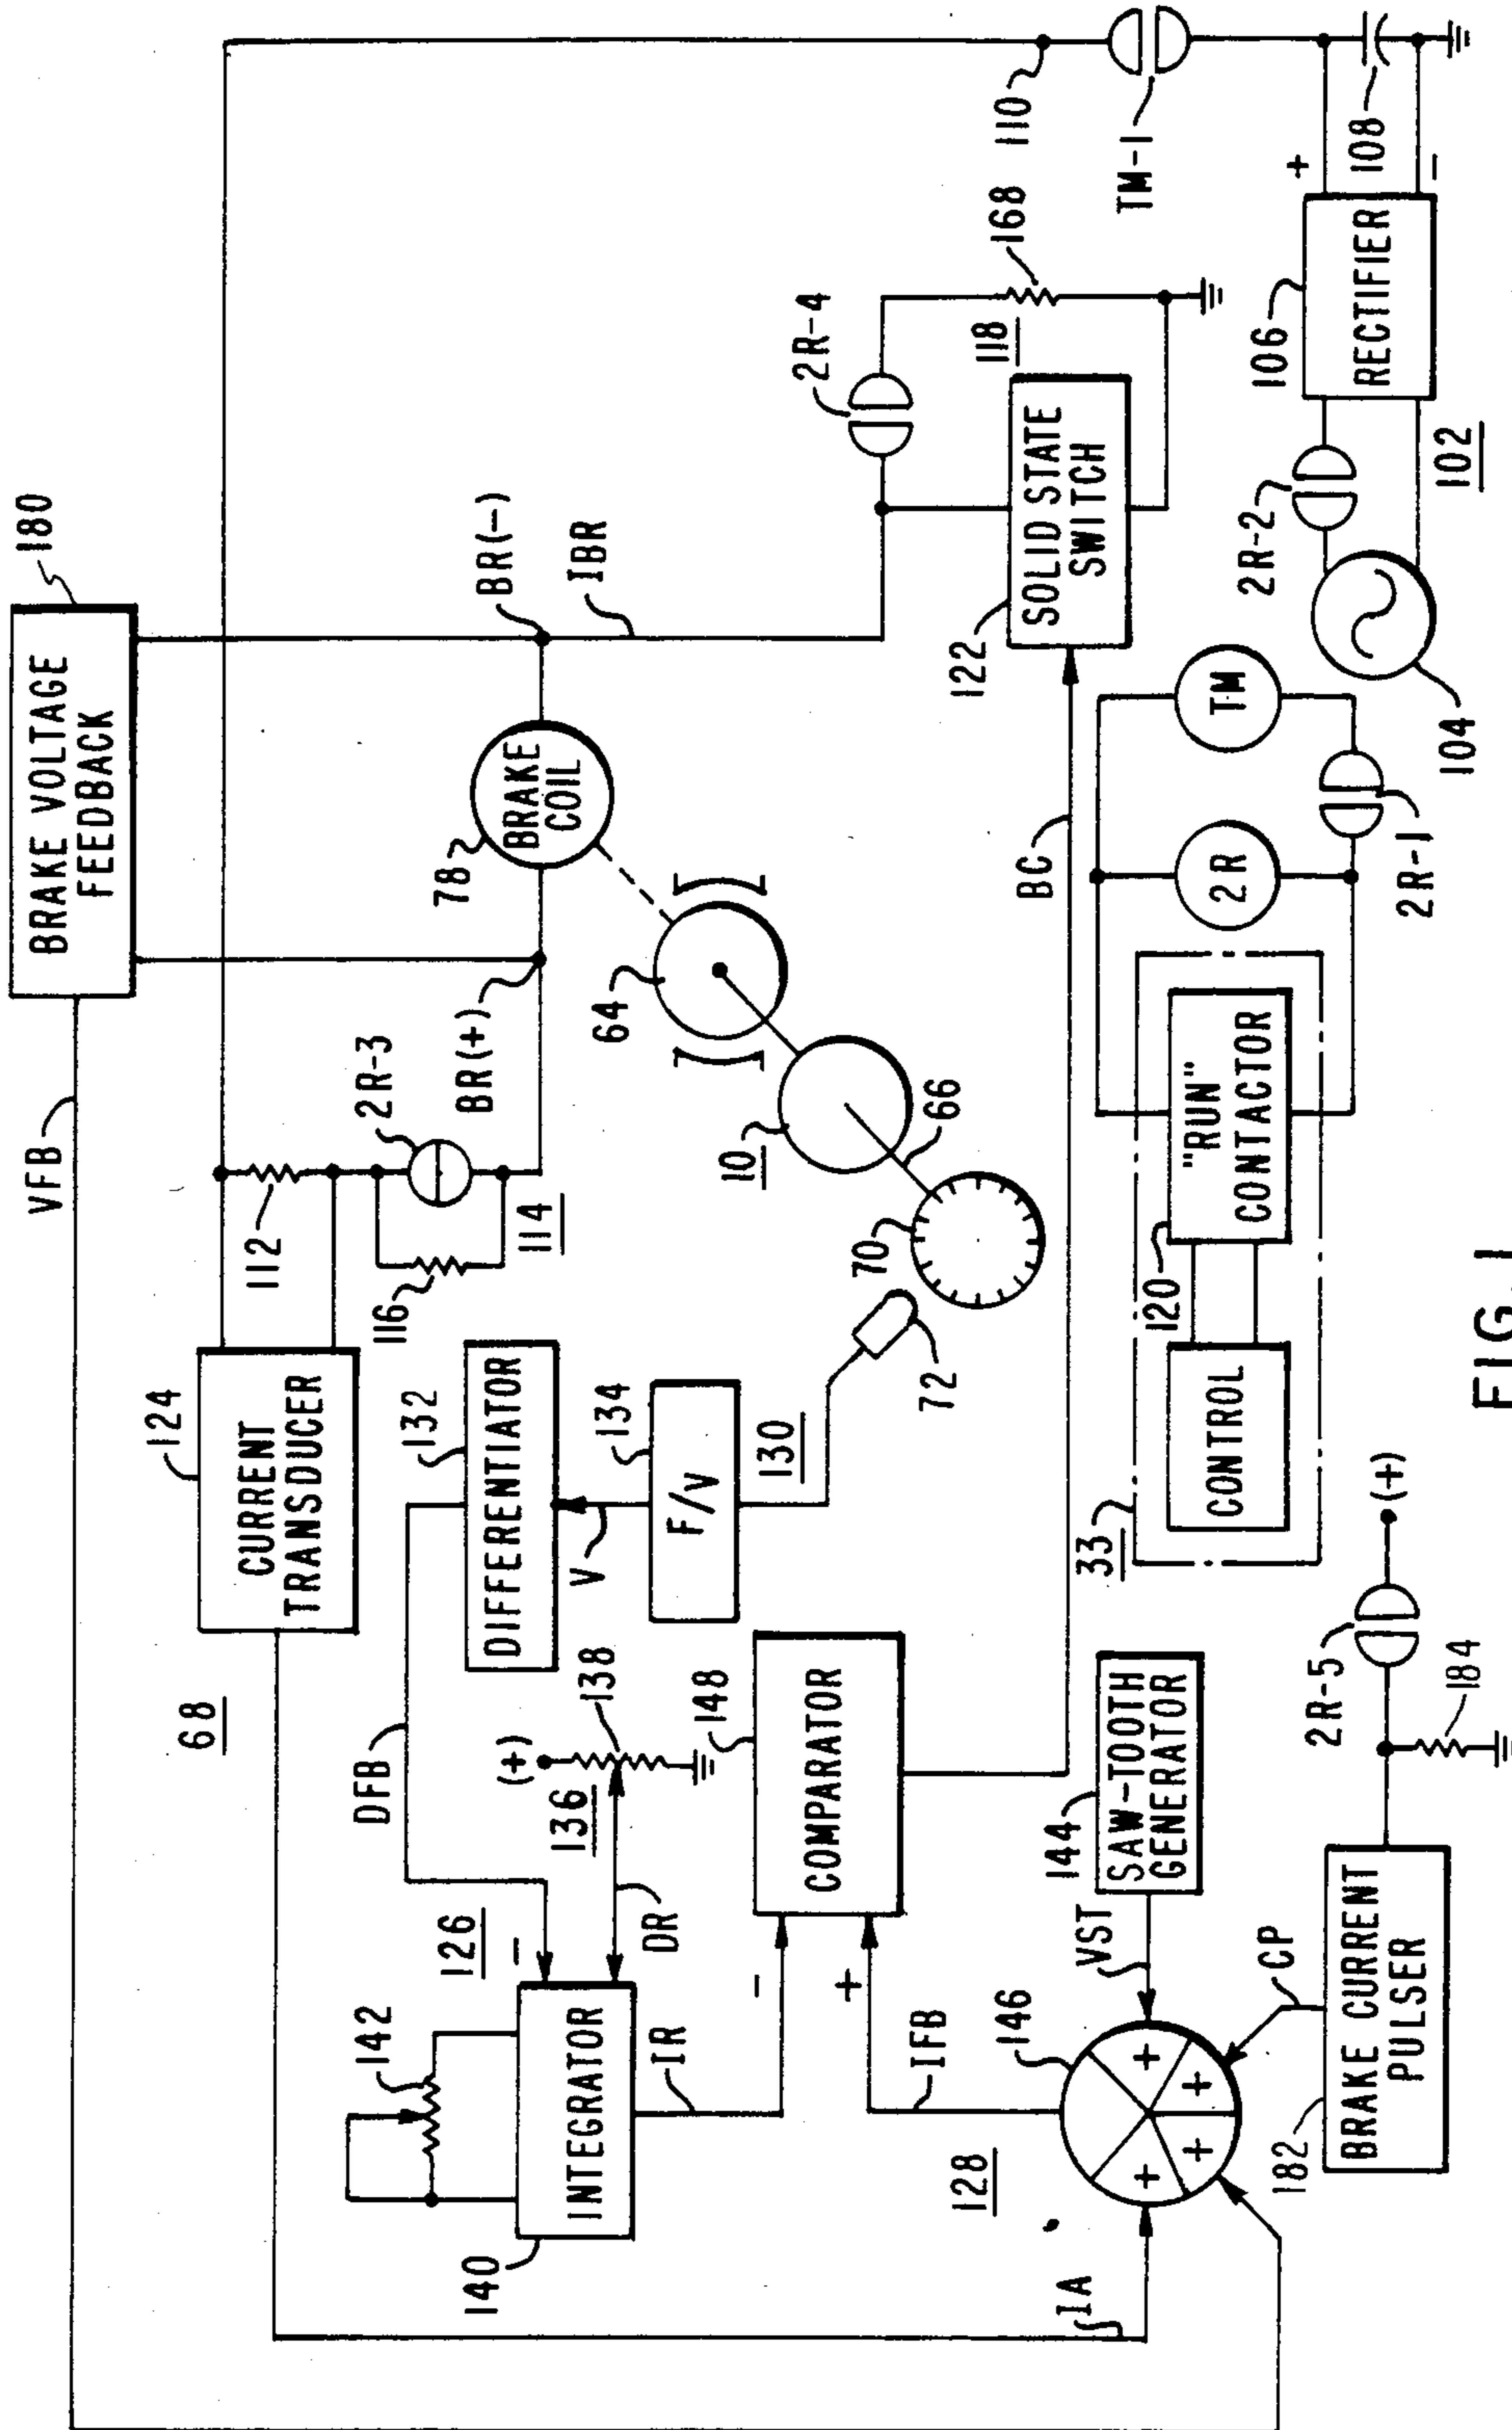 180
BRAKE VOLTAGE
FEEDBACK
VFB
124
CURRENT
TRANSDUCER
68
112
116
2R-3
114
BR(+)
78
BRAKE
COIL
BR(-)
IBR
110
TM-1
2R-4
168
118
122
SOLID STATE
SWITCH
64
10
66
70
72
130
132
DIFFERENTIATOR
V
134
F/V
DFB
(+)
138
136
DR
126
-
142
140
INTEGRATOR
IR
-
+
148
COMPARATOR
BC
IFB
128
146
+
+
+
+
IA
VST
144
SAW-TOOTH
GENERATOR
CP
182
BRAKE CURRENT
PULSER
184
2R-5
(+)
33
CONTROL
120
"RUN"
CONTACTOR
2R
TM
2R-1
104
2R-2
102
106
RECTIFIER
+
-
108
FIG. 1